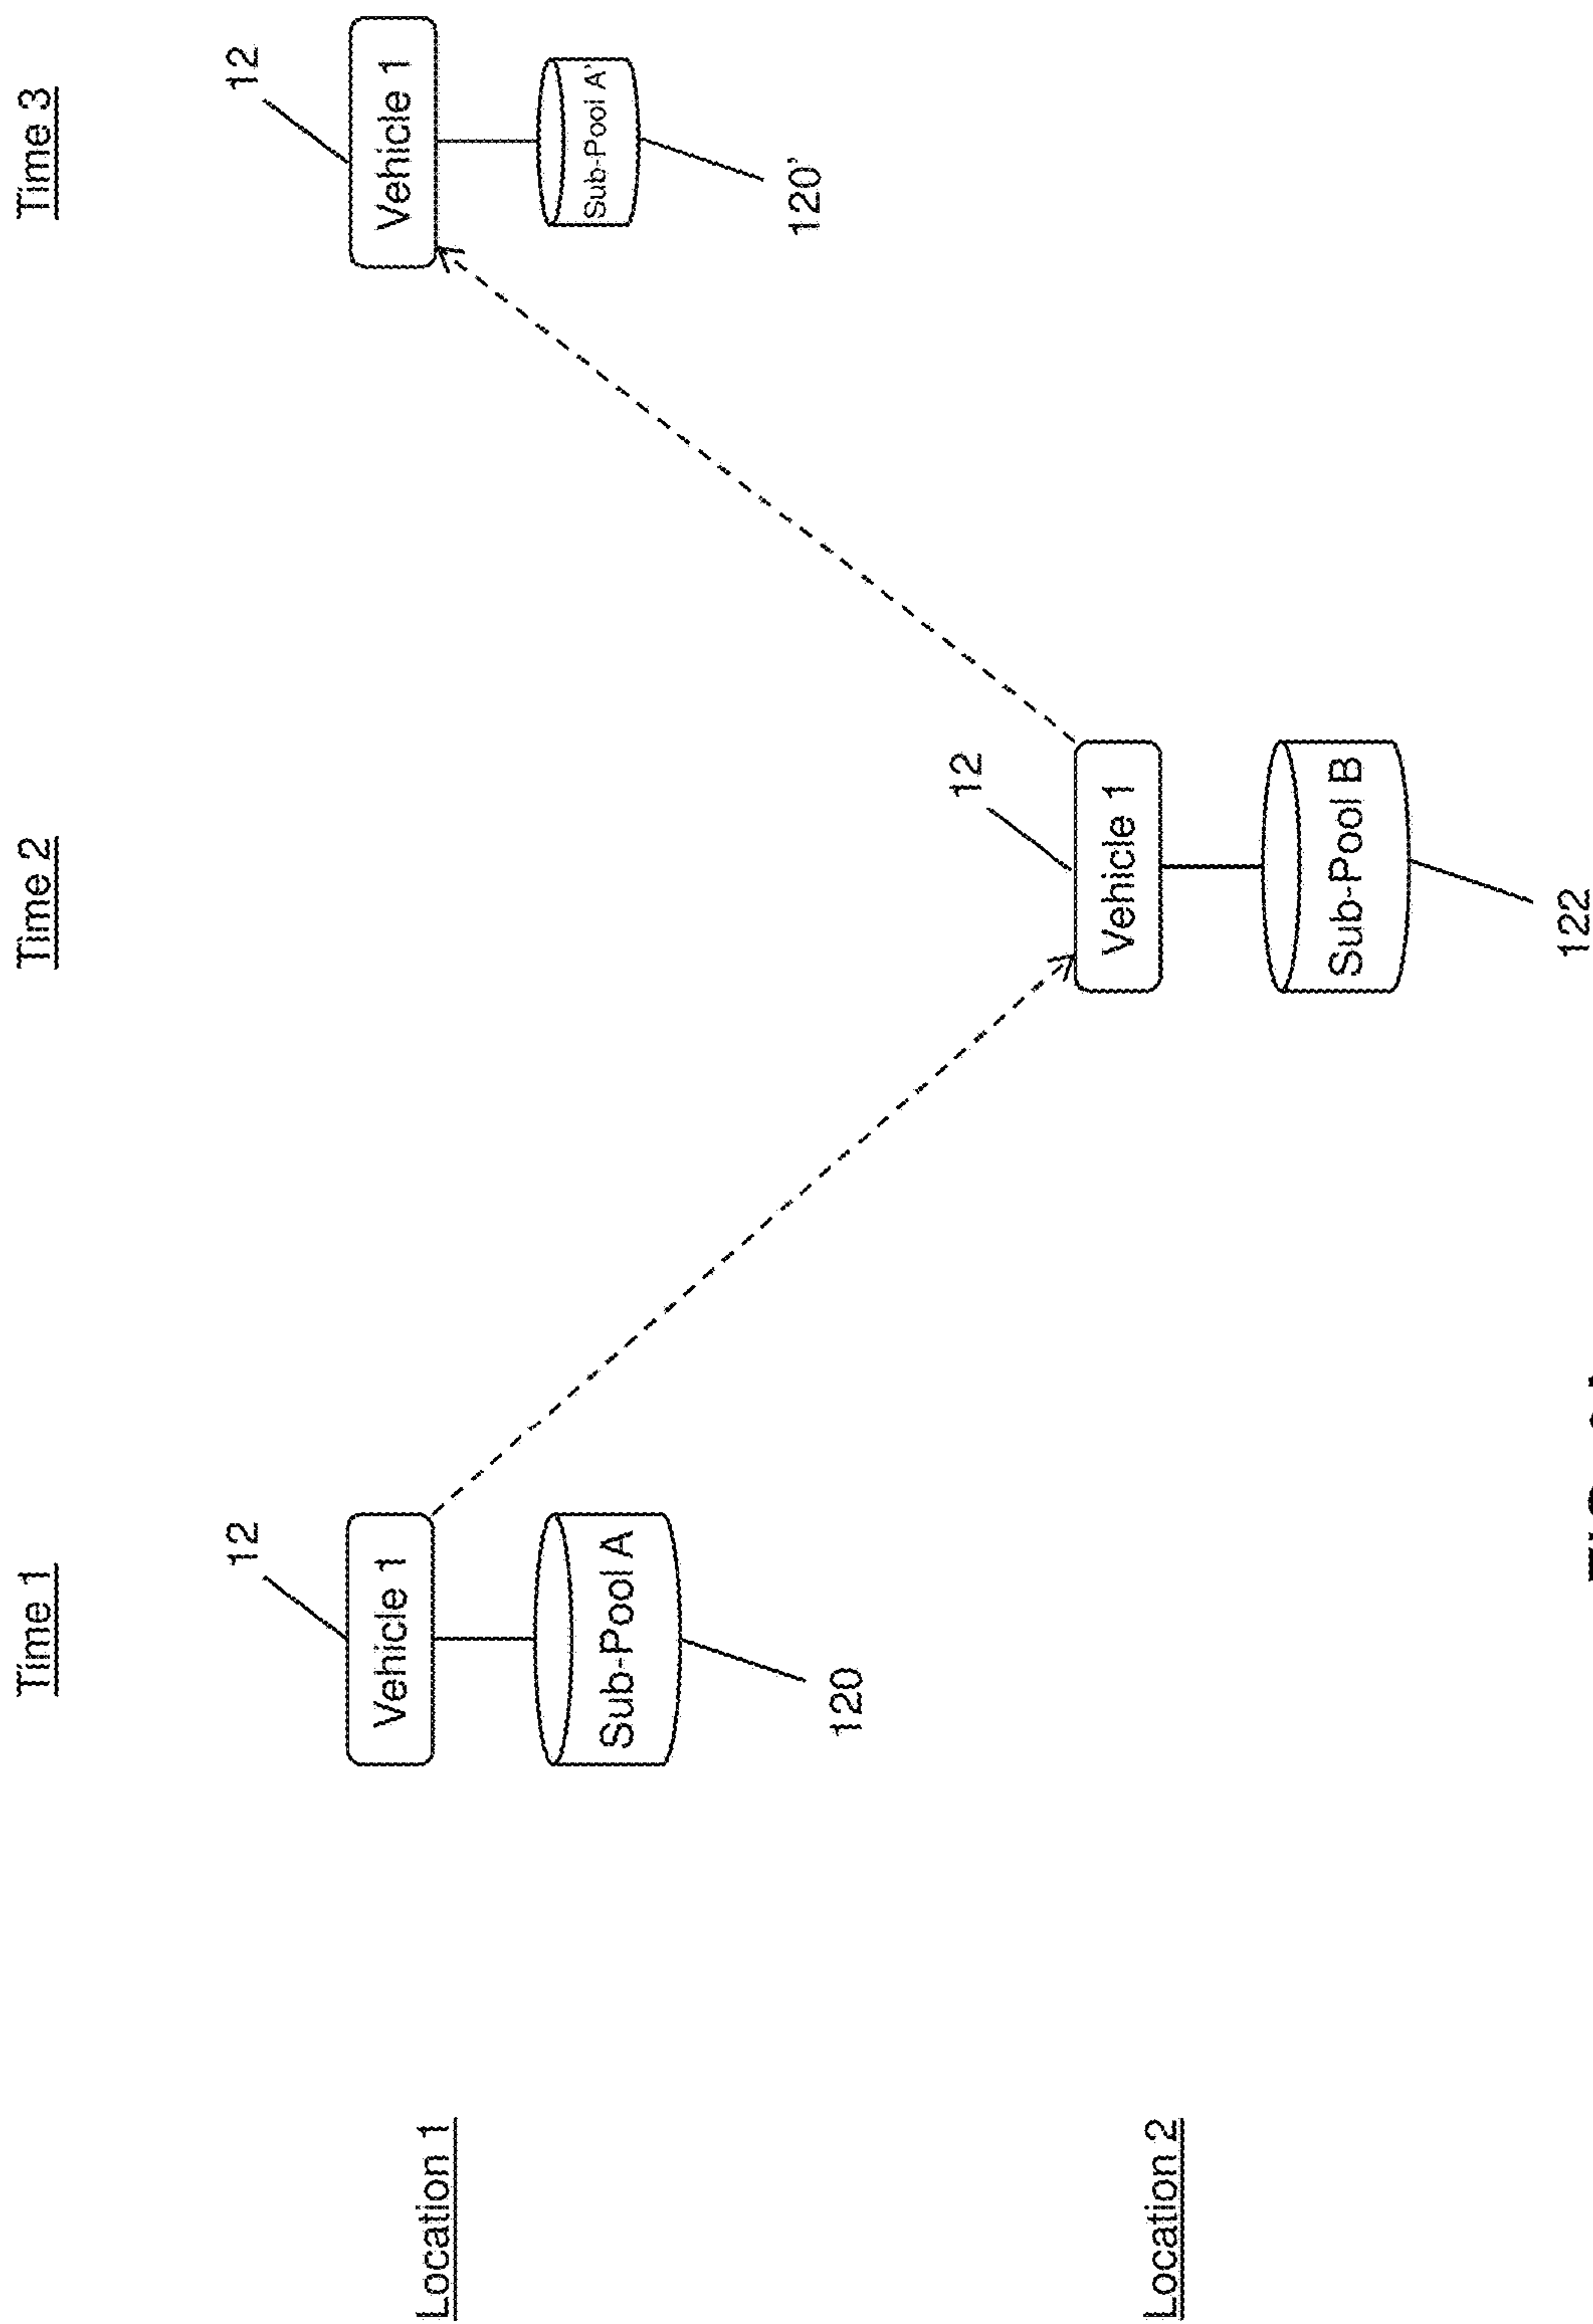 Time 1
Time 2
Time 3
Location 1
12
Vehicle 1
Sub-Pool A
120
12
Vehicle 1
Sub-Pool A'
120'
Location 2
12
Vehicle 1
Sub-Pool B
122